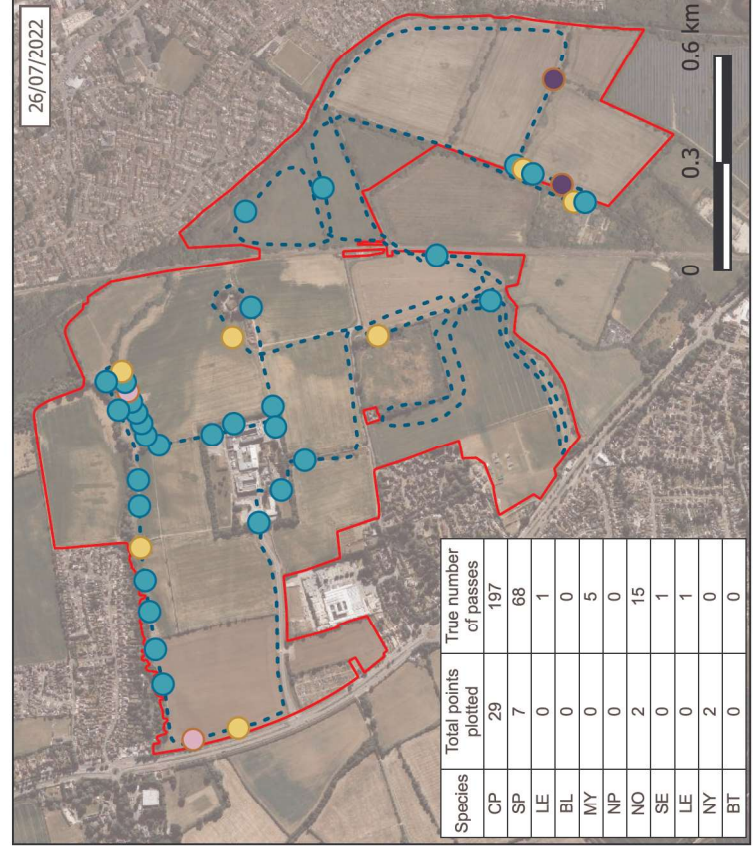 26/07/2022
0 0.3 0.6 km
Species Total points plotted True number of passes
CP 29 197
SP 7 68
LE 0 1
BL 0 0
MY 0 5
NP 0 0
NO 2 15
SE 0 1
LE 0 1
NY 2 0
BT 0 0